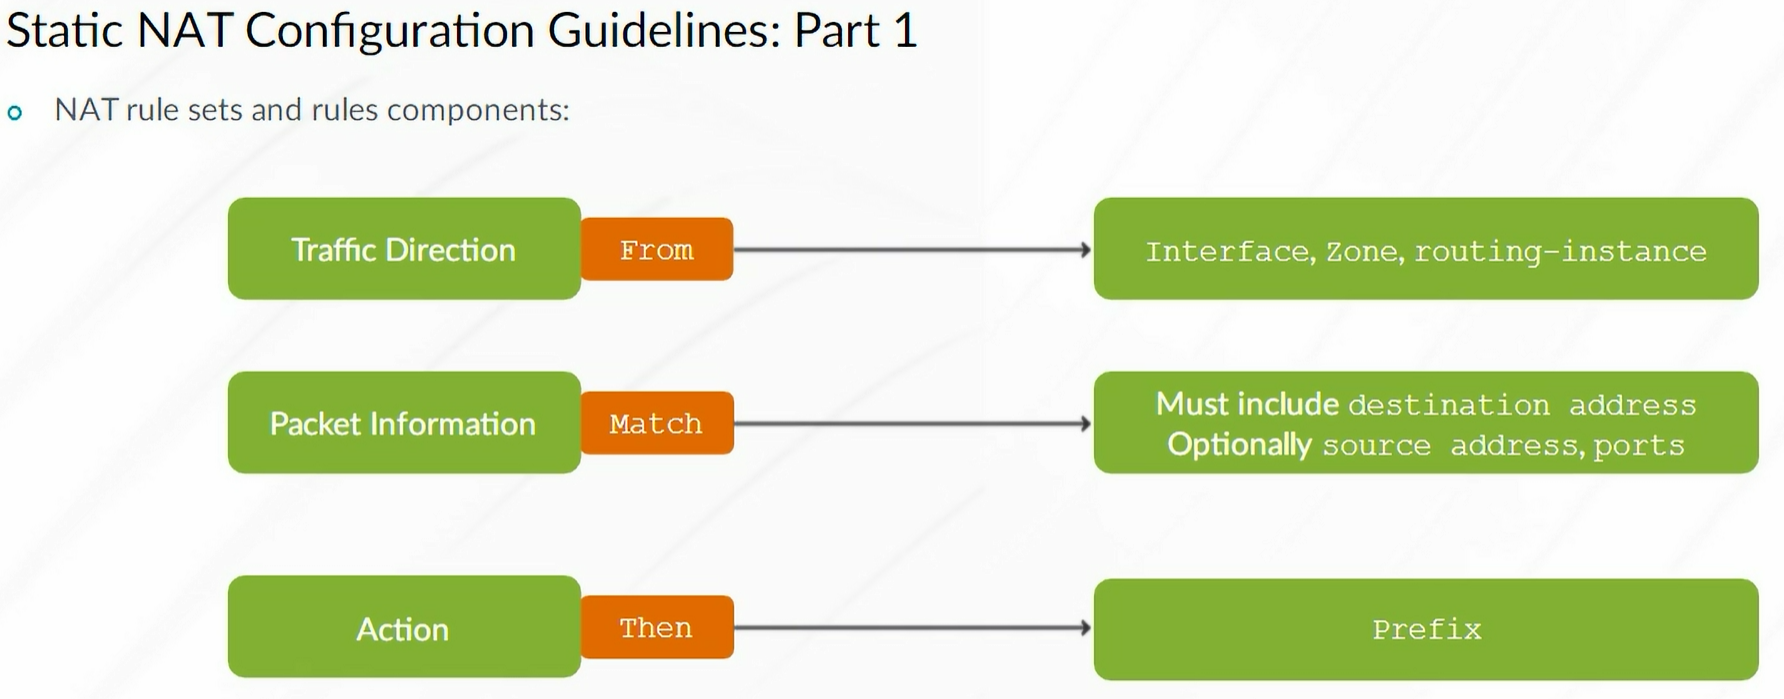 Static NAT Configuration Guidelines: Part 1
NAT rule sets and rules components:
Traffic Direction
From
Interface, Zone, routing-instance
Packet Information
Match
Must include destination address
Optionally source address, ports
Action
Then
Prefix